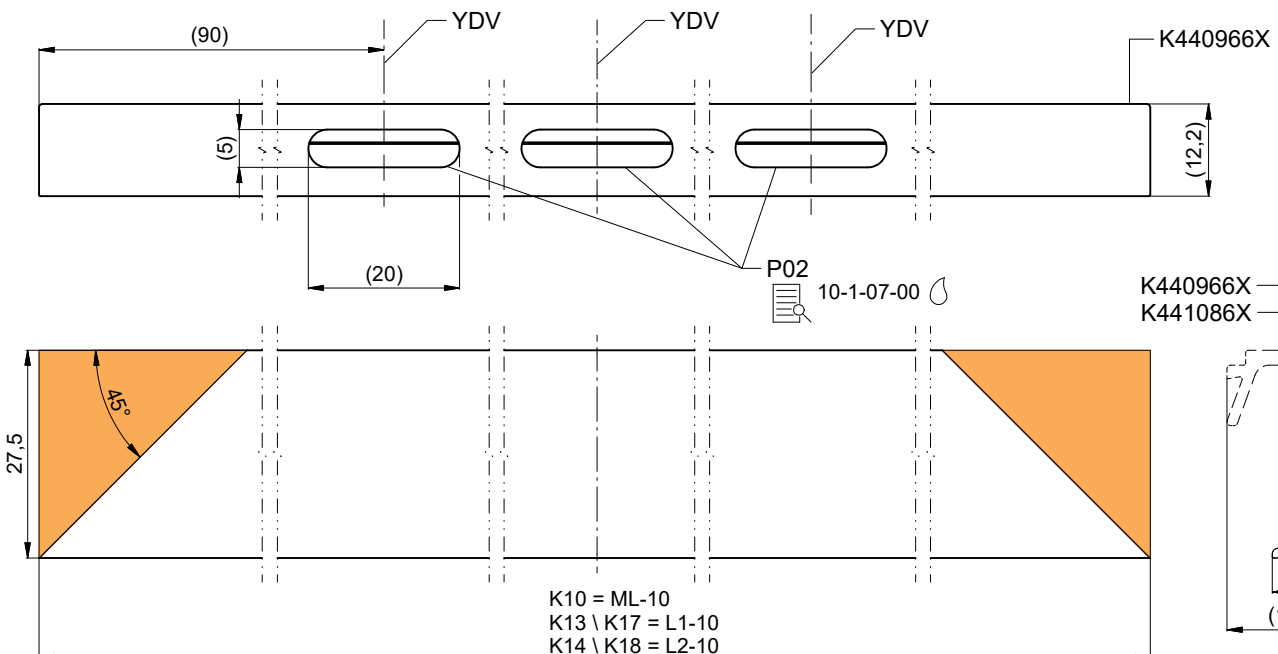 (90)
YDV
YDV
YDV
K440966X
(5)
(12,2)
(20)
P02
10-1-07-00
K440966X
K441086X
45°
27,5
K10 = ML-10
K13 \ K17 = L1-10
K14 \ K18 = L2-10